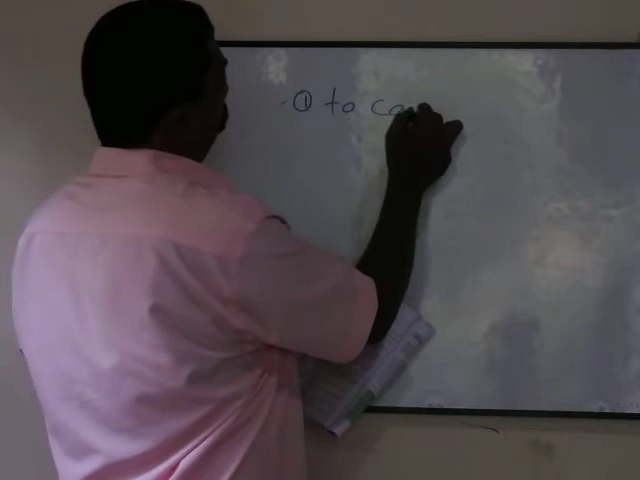 ① to ca